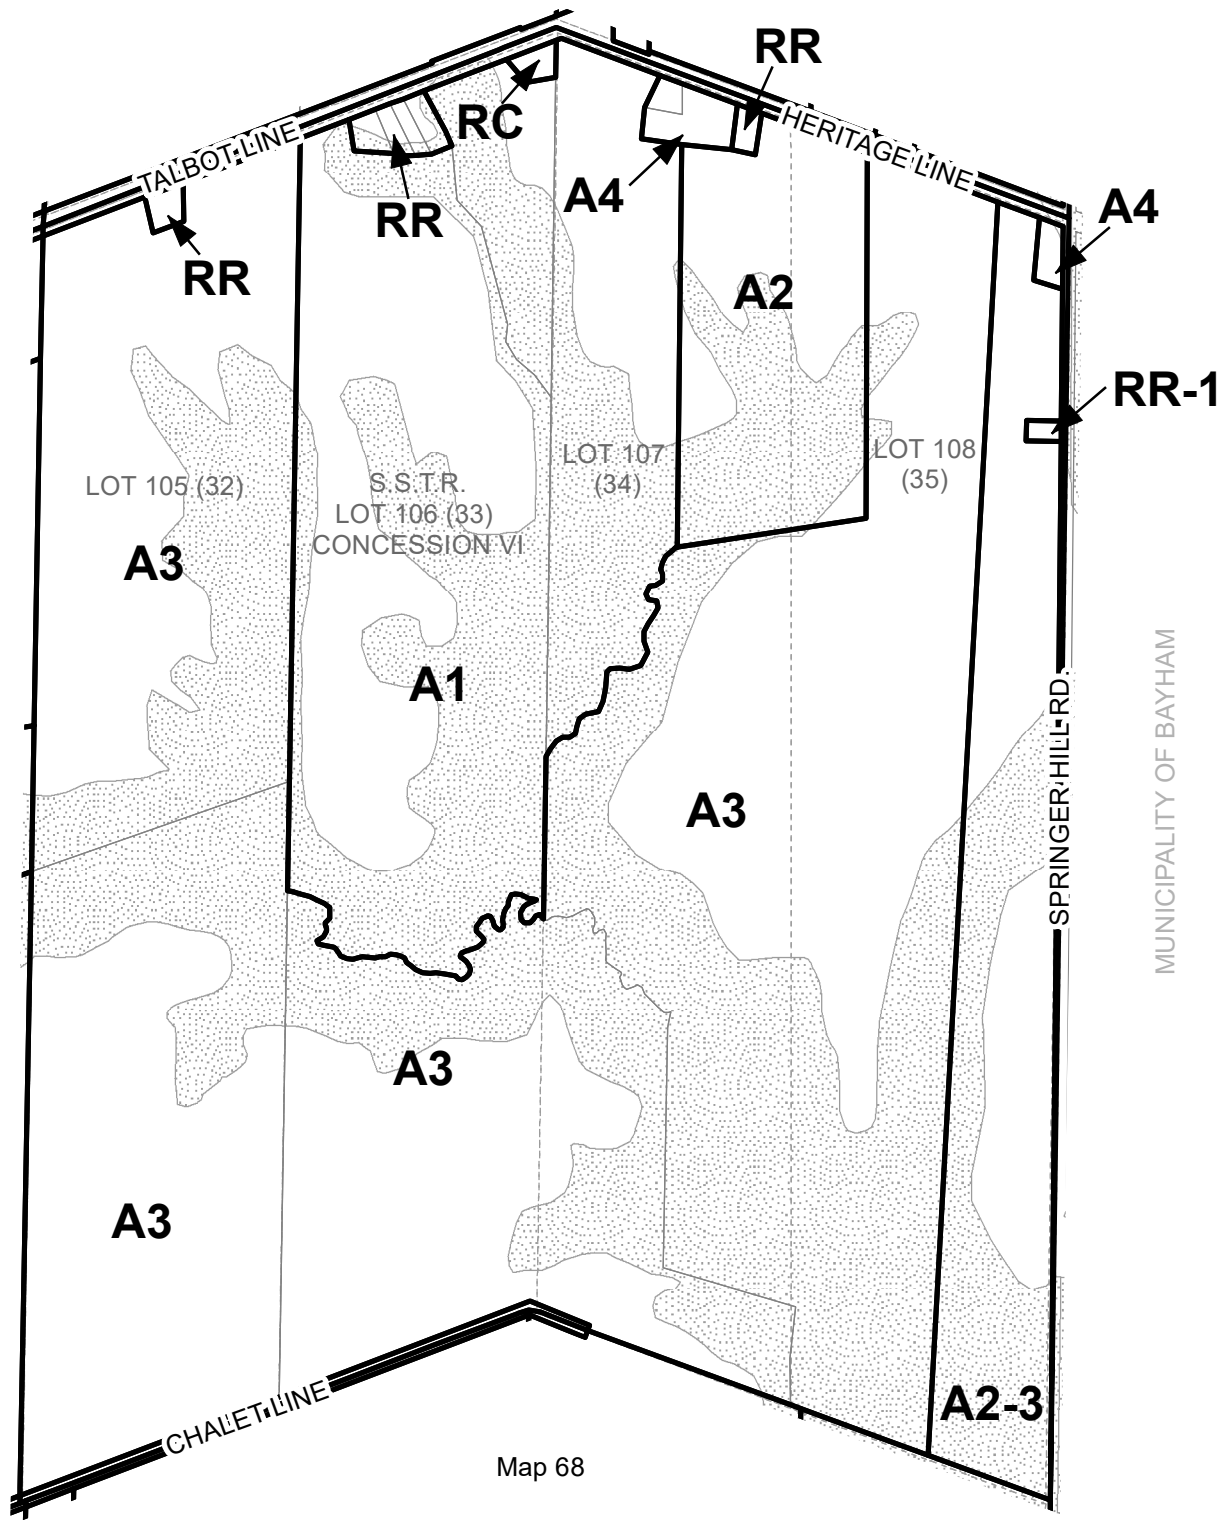 RR
RC
TALBOT LINE
HERITAGE LINE
A4
A4
RR
RR
A2
RR-1
LOT 107
(34)
LOT 108
(35)
LOT 105 (32)
S.S.T.R.
LOT 106 (33)
CONCESSION VI
A3
A1
A3
SPRINGER HILL RD.
MUNICIPALITY OF BAYHAM
A3
A3
CHALET LINE
A2-3
Map 68